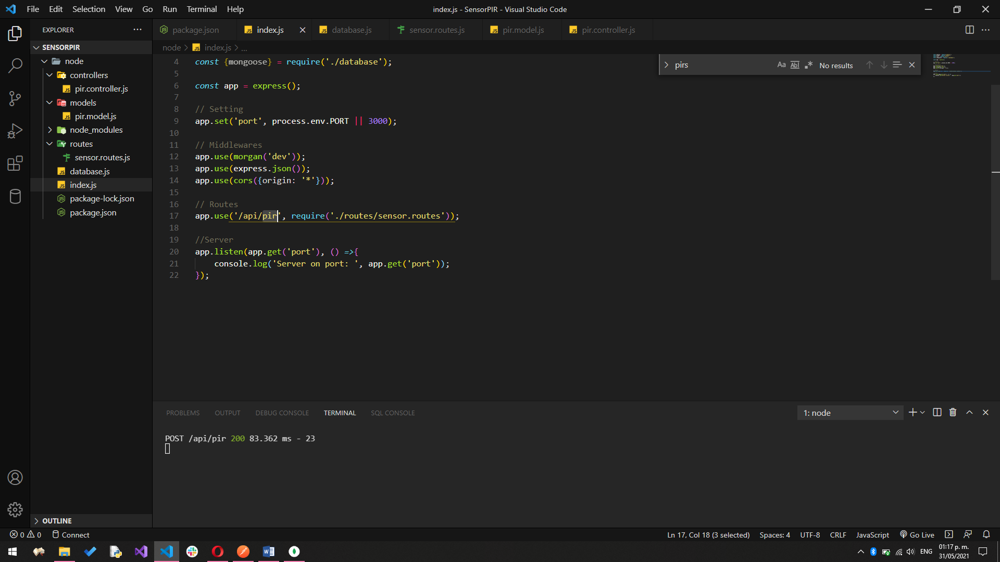 File Edit Selection View Go Run Terminal Help
index.js - SensorPIR - Visual Studio Code
EXPLORER
SENSORPIR
node
controllers
pir.controller.js
models
pir.model.js
node_modules
routes
sensor.routes.js
database.js
index.js
package-lock.json
package.json
OUTLINE
package.json index.js database.js sensor.routes.js pir.model.js pir.controller.js
node > index.js > ...
pirs Aa Abl .* No results
4 const {mongoose} = require('./database');
5
6 const app = express();
7
8 // Setting
9 app.set('port', process.env.PORT || 3000);
10
11 // Middlewares
12 app.use(morgan('dev'));
13 app.use(express.json());
14 app.use(cors({origin: '*'}));
15
16 // Routes
17 app.use('/api/pir', require('./routes/sensor.routes'));
18
19 //Server
20 app.listen(app.get('port'), () =>{
21 console.log('Server on port: ', app.get('port'));
22 });
PROBLEMS OUTPUT DEBUG CONSOLE TERMINAL SQL CONSOLE
1: node
POST /api/pir 200 83.362 ms - 23
0 0 Connect
Ln 17, Col 18 (3 selected) Spaces: 4 UTF-8 CRLF JavaScript Go Live
ENG
01:17 p. m.
31/05/2021